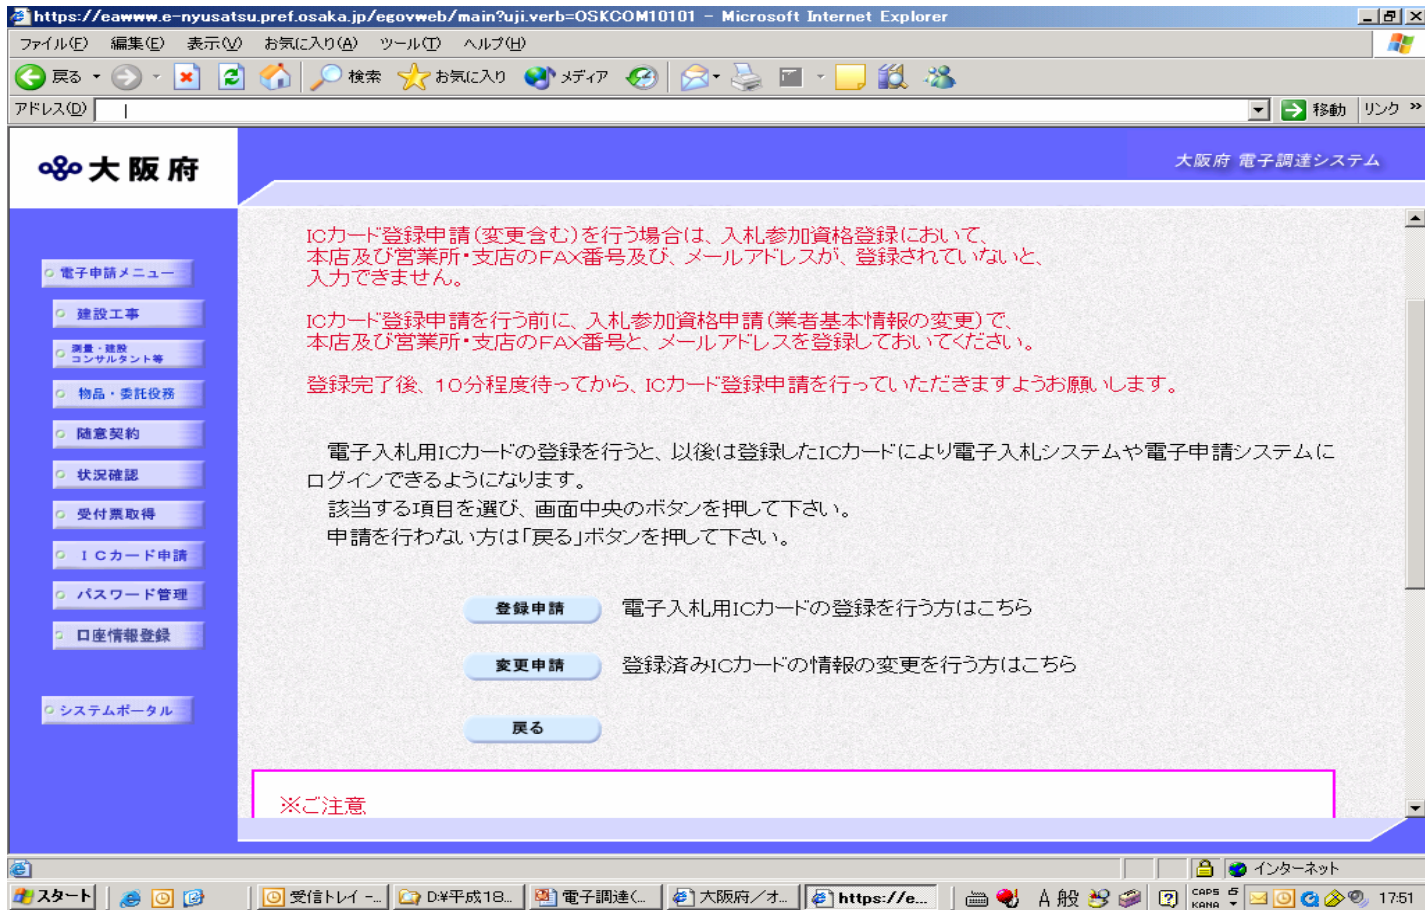 https://eawww.e-nyusatsu.pref.osaka.jp/egovweb/main?uji.verb=OSKCOM10101 - Microsoft Internet Explorer
ファイル(F) 編集(E) 表示(V) お気に入り(A) ツール(T) ヘルプ(H)
戻る 検索 お気に入り メディア
アドレス(D) 移動 リンク »
大阪府
大阪府 電子調達システム
電子申請メニュー
建設工事
測量・建設
コンサルタント等
物品・委託役務
随意契約
状況確認
受付票取得
ICカード申請
パスワード管理
口座情報登録
システムポータル
ICカード登録申請(変更含む)を行う場合は、入札参加資格登録において、
本店及び営業所・支店のFAX番号及び、メールアドレスが、登録されていないと、
入力できません。
ICカード登録申請を行う前に、入札参加資格申請(業者基本情報の変更)で、
本店及び営業所・支店のFAX番号と、メールアドレスを登録しておいてください。
登録完了後、10分程度待ってから、ICカード登録申請を行っていただきますようお願いします。
電子入札用ICカードの登録を行うと、以後は登録したICカードにより電子入札システムや電子申請システムに
ログインできるようになります。
該当する項目を選び、画面中央のボタンを押して下さい。
申請を行わない方は「戻る」ボタンを押して下さい。
登録申請 電子入札用ICカードの登録を行う方はこちら
変更申請 登録済みICカードの情報の変更を行う方はこちら
戻る
※ご注意
インターネット
スタート 受信トレイ -... D:¥平成18... 電子調達(... 大阪府/オ... https://e... A 般 CAPS KANA 17:51